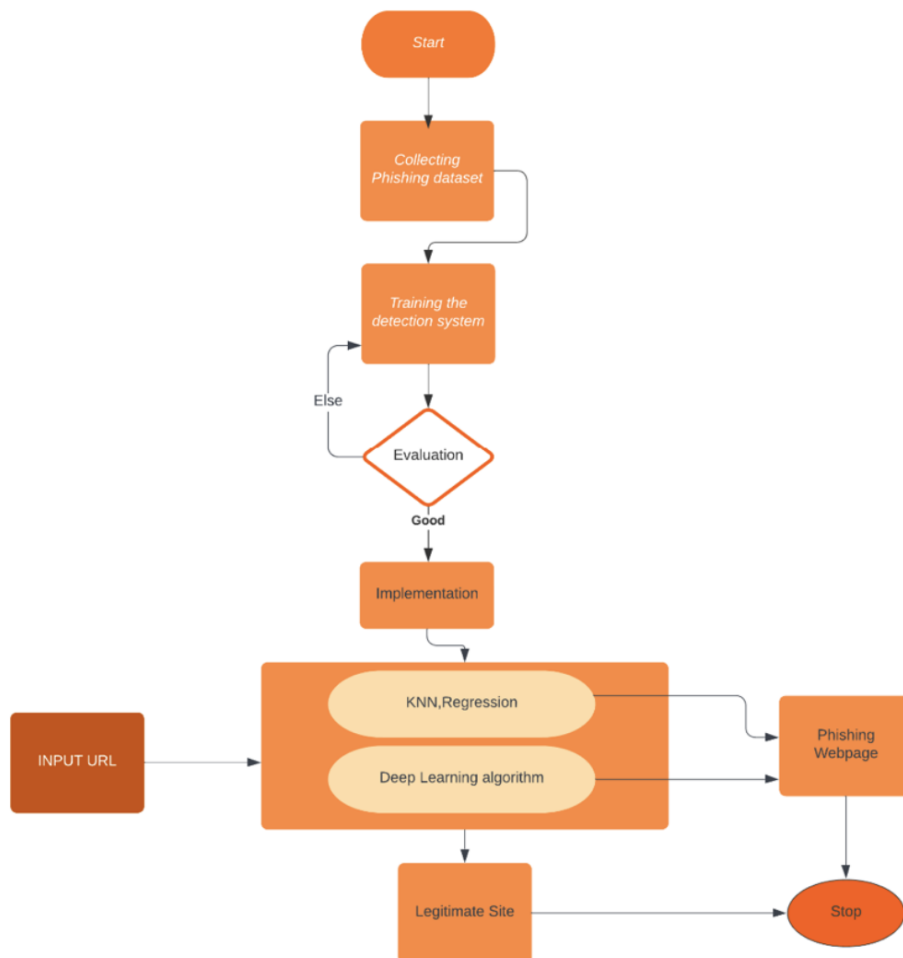 Start
Collecting
Phishing dataset
Training the
detection system
Else
Evaluation
Good
Implementation
KNN,Regression
INPUT URL
Deep Learning algorithm
Phishing
Webpage
Legitimate Site
Stop